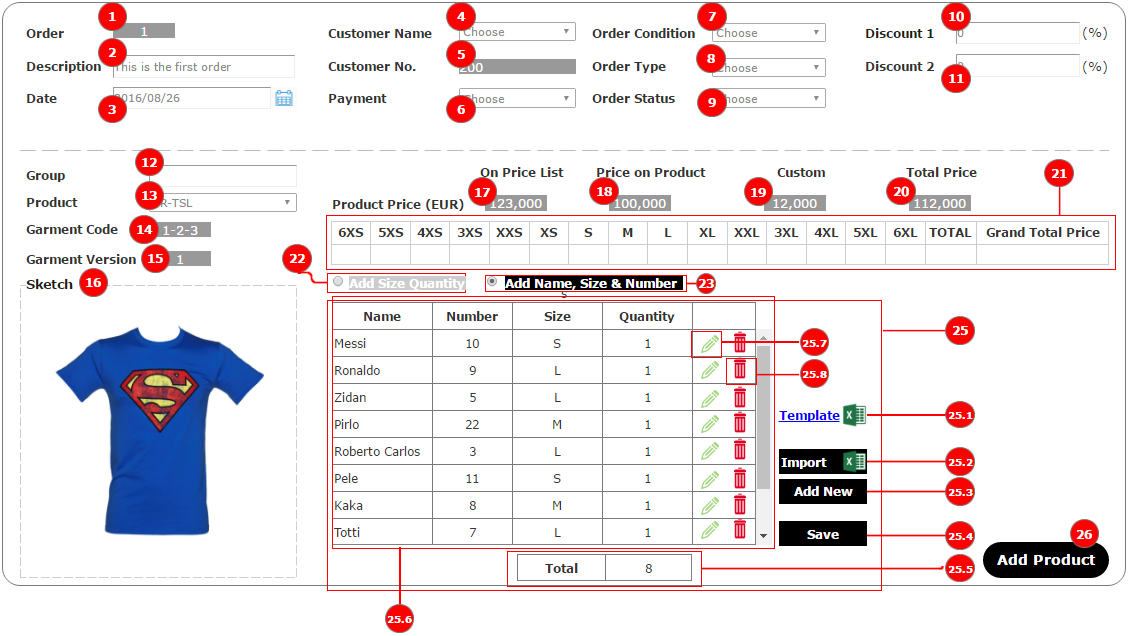 1 4 7 10
Order 1 Customer Name Choose Order Condition Choose Discount 1 0 (%)
2 5 8
Description This is the first order Customer No. 200 Order Type Choose Discount 2 (%)
11
Date 2016/08/26 Payment Choose Order Status Choose
3 6 9
12 On Price List Price on Product Custom Total Price 21
Group
13 17 18 19 20
Product R-TSL Product Price (EUR) 123,000 100,000 12,000 112,000
Garment Code 14 1-2-3 6XS 5XS 4XS 3XS XXS XS S M L XL XXL 3XL 4XL 5XL 6XL TOTAL Grand Total Price
Garment Version 15 1 22
Sketch 16 Add Size Quantity Add Name, Size & Number 23
S
Name Number Size Quantity 25
Messi 10 S 1 25.7
Ronaldo 9 L 1 25.8
Zidan 5 L 1
Template 25.1
Pirlo 22 M 1
Roberto Carlos 3 L 1
Import 25.2
Pele 11 S 1
Add New 25.3
Kaka 8 M 1
Totti 7 L 1 Save 25.4
26
Add Product
Total 8 25.5
25.6